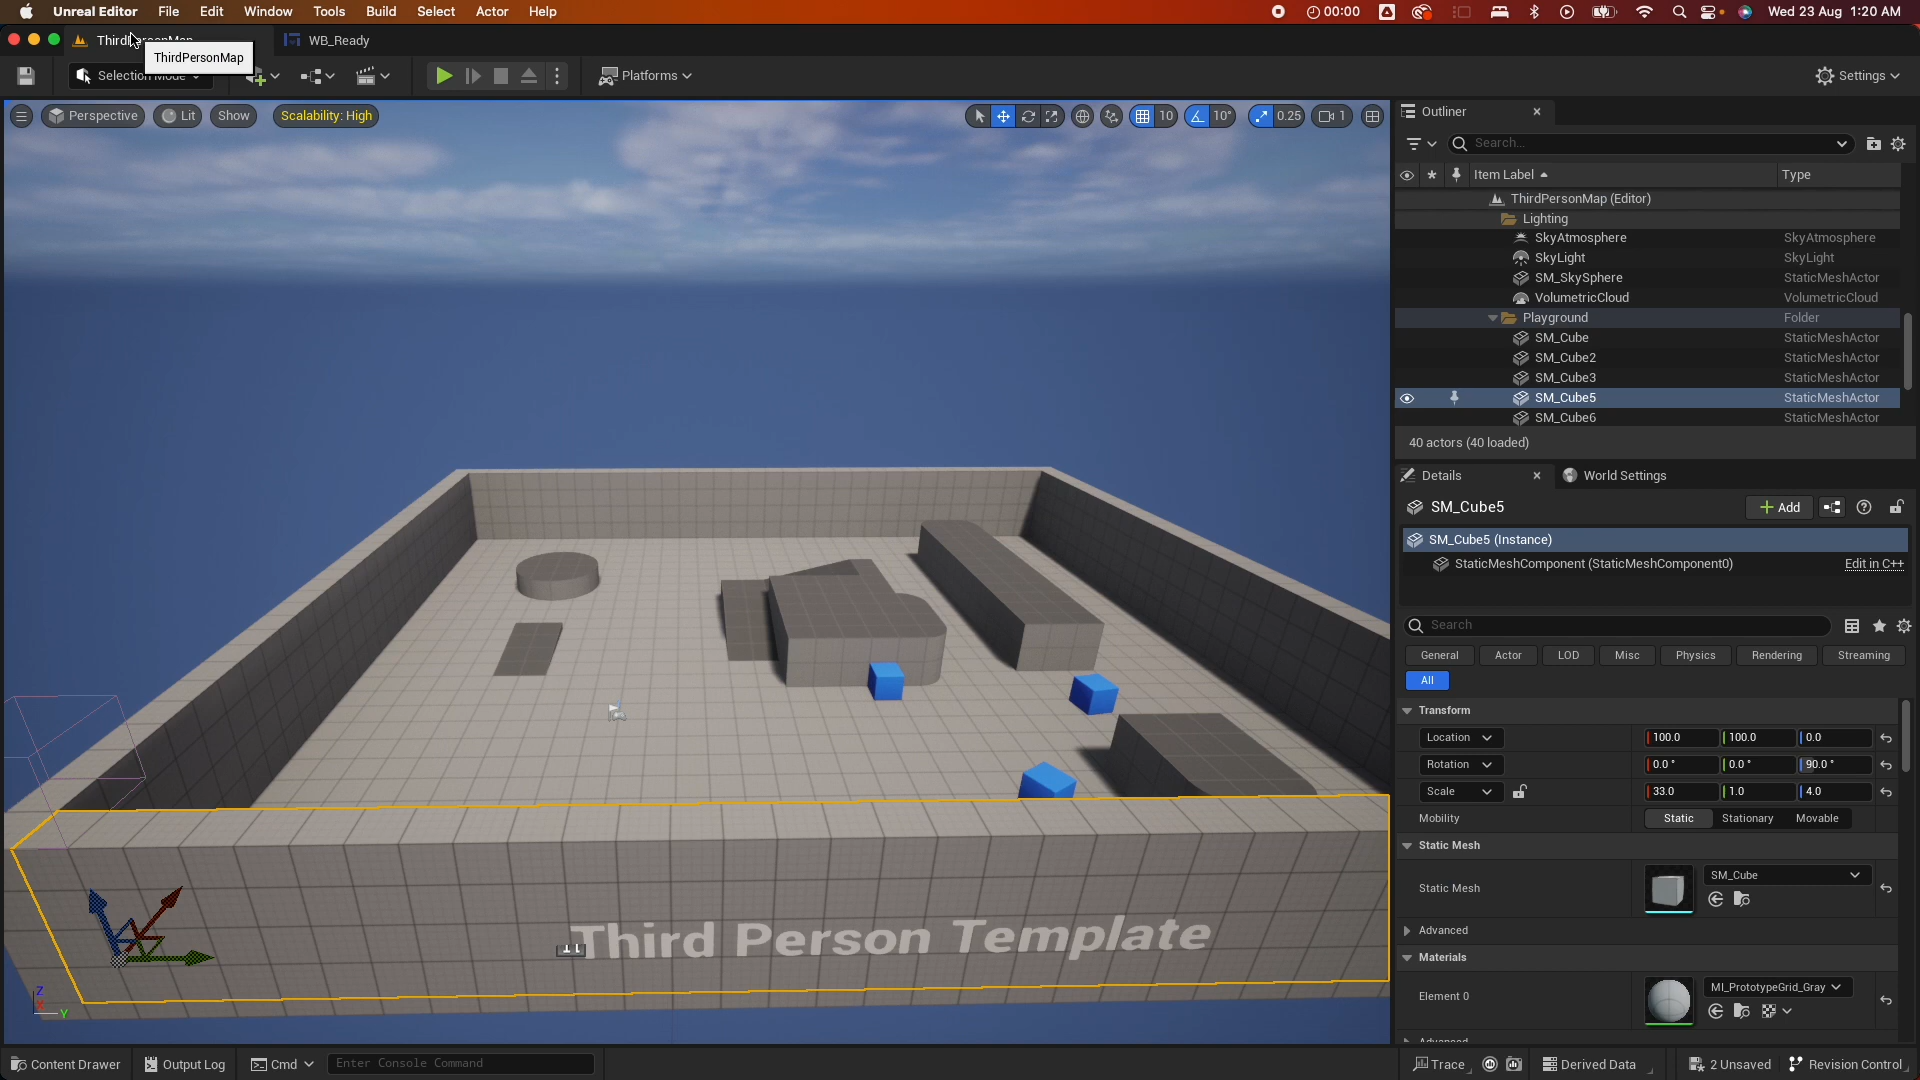 Unreal Editor File Edit Window Tools Build Select Actor Help
00:00 Wed 23 Aug 1:20 AM
WB_Ready
ThirdPersonMap
Platforms Settings
Perspective Lit Show Scalability: High
10 10° 0.25 1
Outliner
Search...
Item Label Type
ThirdPersonMap (Editor)
Lighting
SkyAtmosphere SkyAtmosphere
SkyLight SkyLight
SM_SkySphere StaticMeshActor
VolumetricCloud VolumetricCloud
Playground Folder
SM_Cube StaticMeshActor
SM_Cube2 StaticMeshActor
SM_Cube3 StaticMeshActor
SM_Cube5 StaticMeshActor
SM_Cube6 StaticMeshActor
40 actors (40 loaded)
Details World Settings
SM_Cube5 Add
SM_Cube5 (Instance)
StaticMeshComponent (StaticMeshComponent0) Edit in C++
Search
General Actor LOD Misc Physics Rendering Streaming
All
Transform
Location 100.0 100.0 0.0
Rotation 0.0° 0.0° 90.0°
Scale 33.0 1.0 4.0
Mobility Static Stationary Movable
Static Mesh
Static Mesh SM_Cube
Advanced
Materials
Element 0 MI_PrototypeGrid_Gray
Third Person Template
Z
X
Y
Content Drawer Output Log Cmd Enter Console Command
Trace Derived Data 2 Unsaved Revision Control